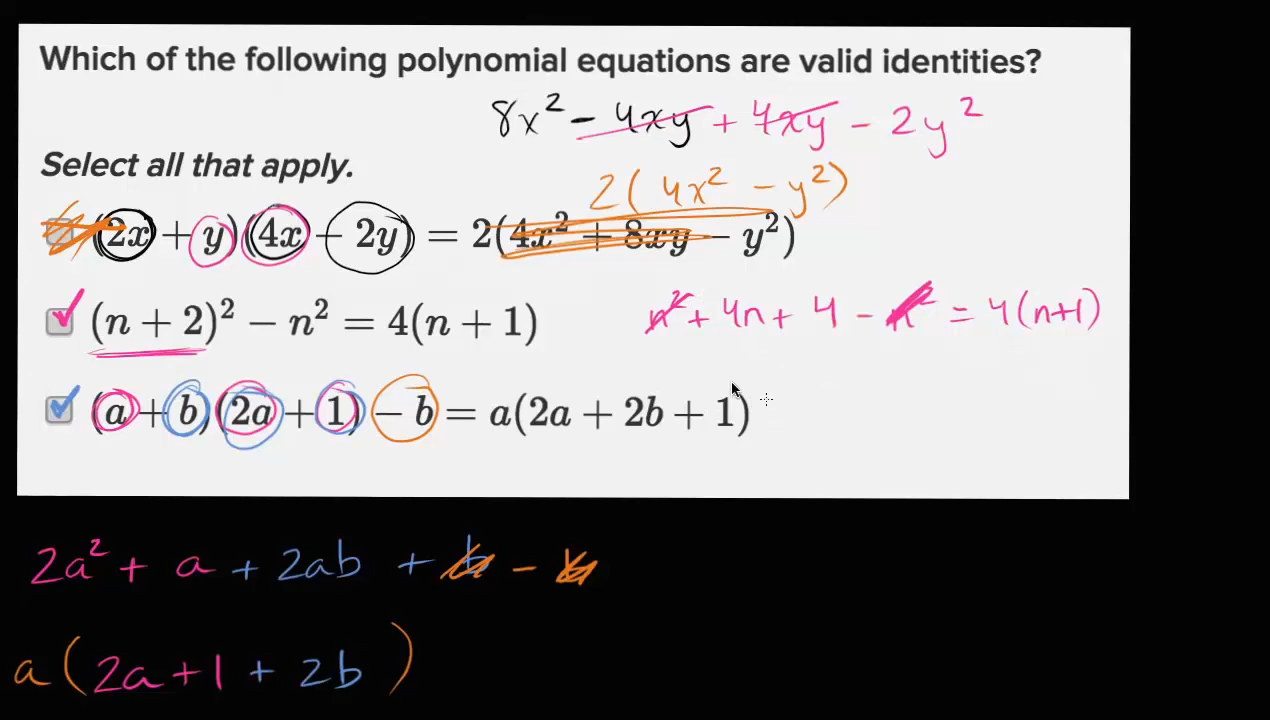 Which of the following polynomial equations are valid identities?
8x² - 4xy + 4xy - 2y²
Select all that apply.
2( 4x² - y²)
(2x + y)(4x - 2y) = 2(4x² + 8xy - y²)
(n + 2)² - n² = 4(n + 1)
n² + 4n + 4 - n² = 4(n+1)
(a + b)(2a + 1) - b = a(2a + 2b + 1)
2a² + a + 2ab + b - b
a(2a+1 + 2b)